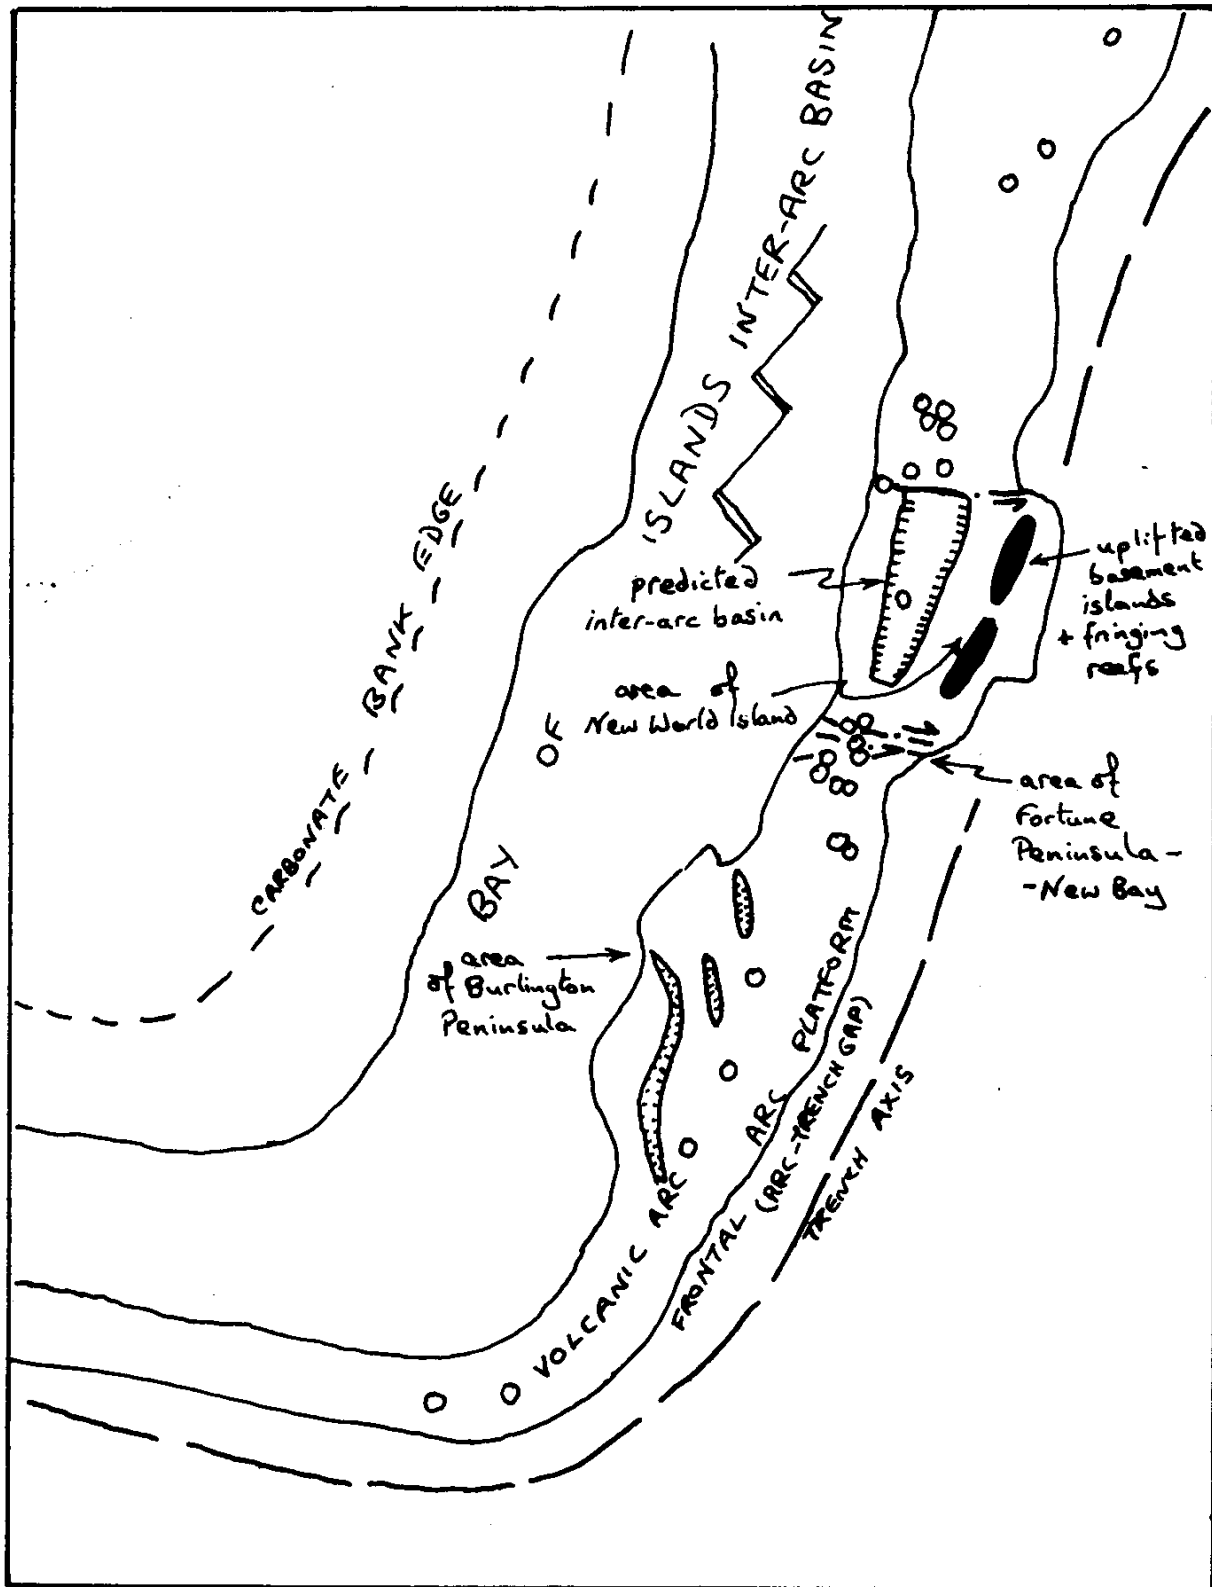 BAY OF ISLANDS INTER-ARC BASIN
CARBONATE BANK EDGE
predicted
inter-arc basin
uplifted
basement
islands
+ fringing
reefs
area of
New World Island
area of
Fortune
Peninsula -
- New Bay
area
of Burlington
Peninsula
VOLCANIC ARC
ARC PLATFORM
FRONTAL (ARC-TRENCH GAP)
TRENCH AXIS